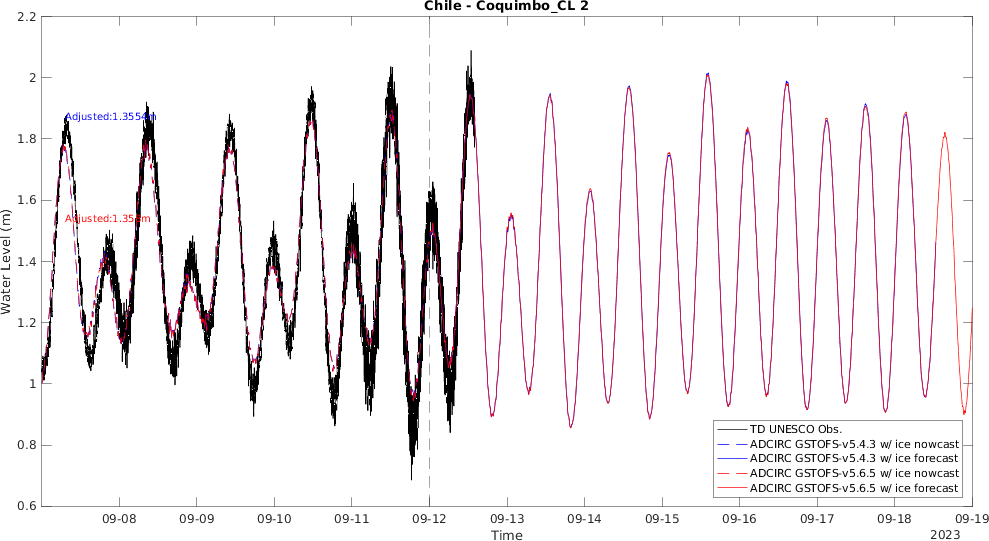 Chile - Coquimbo_CL 2
2.2
2
1.8
1.6
1.4
1.2
1
0.8
0.6
Water Level (m)
Adjusted:1.3554m
Adjusted:1.354m
TD UNESCO Obs.
ADCIRC GSTOFS-v5.4.3 w/ ice nowcast
ADCIRC GSTOFS-v5.4.3 w/ ice forecast
ADCIRC GSTOFS-v5.6.5 w/ ice nowcast
ADCIRC GSTOFS-v5.6.5 w/ ice forecast
09-08 09-09 09-10 09-11 09-12 09-13 09-14 09-15 09-16 09-17 09-18 09-19
Time
2023